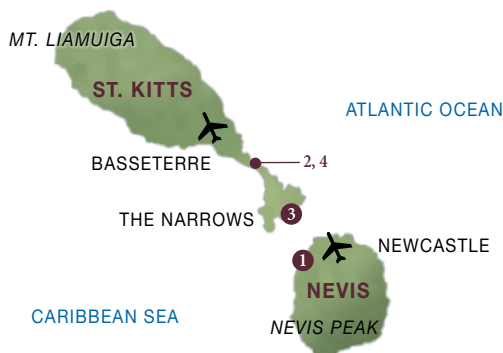 MT. LIAMUIGA
ST. KITTS
ATLANTIC OCEAN
BASSETERRE
2, 4
THE NARROWS
3
NEWCASTLE
1
NEVIS
CARIBBEAN SEA
NEVIS PEAK